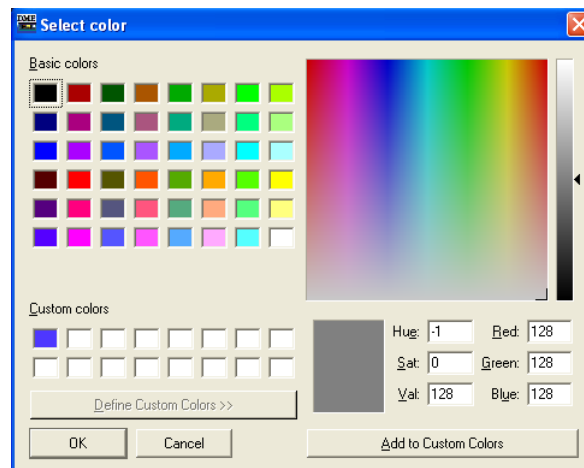 Select color
Basic colors
Custom colors
Define Custom Colors >>
OK
Cancel
Hue: -1
Red: 128
Sat: 0
Green: 128
Val: 128
Blue: 128
Add to Custom Colors